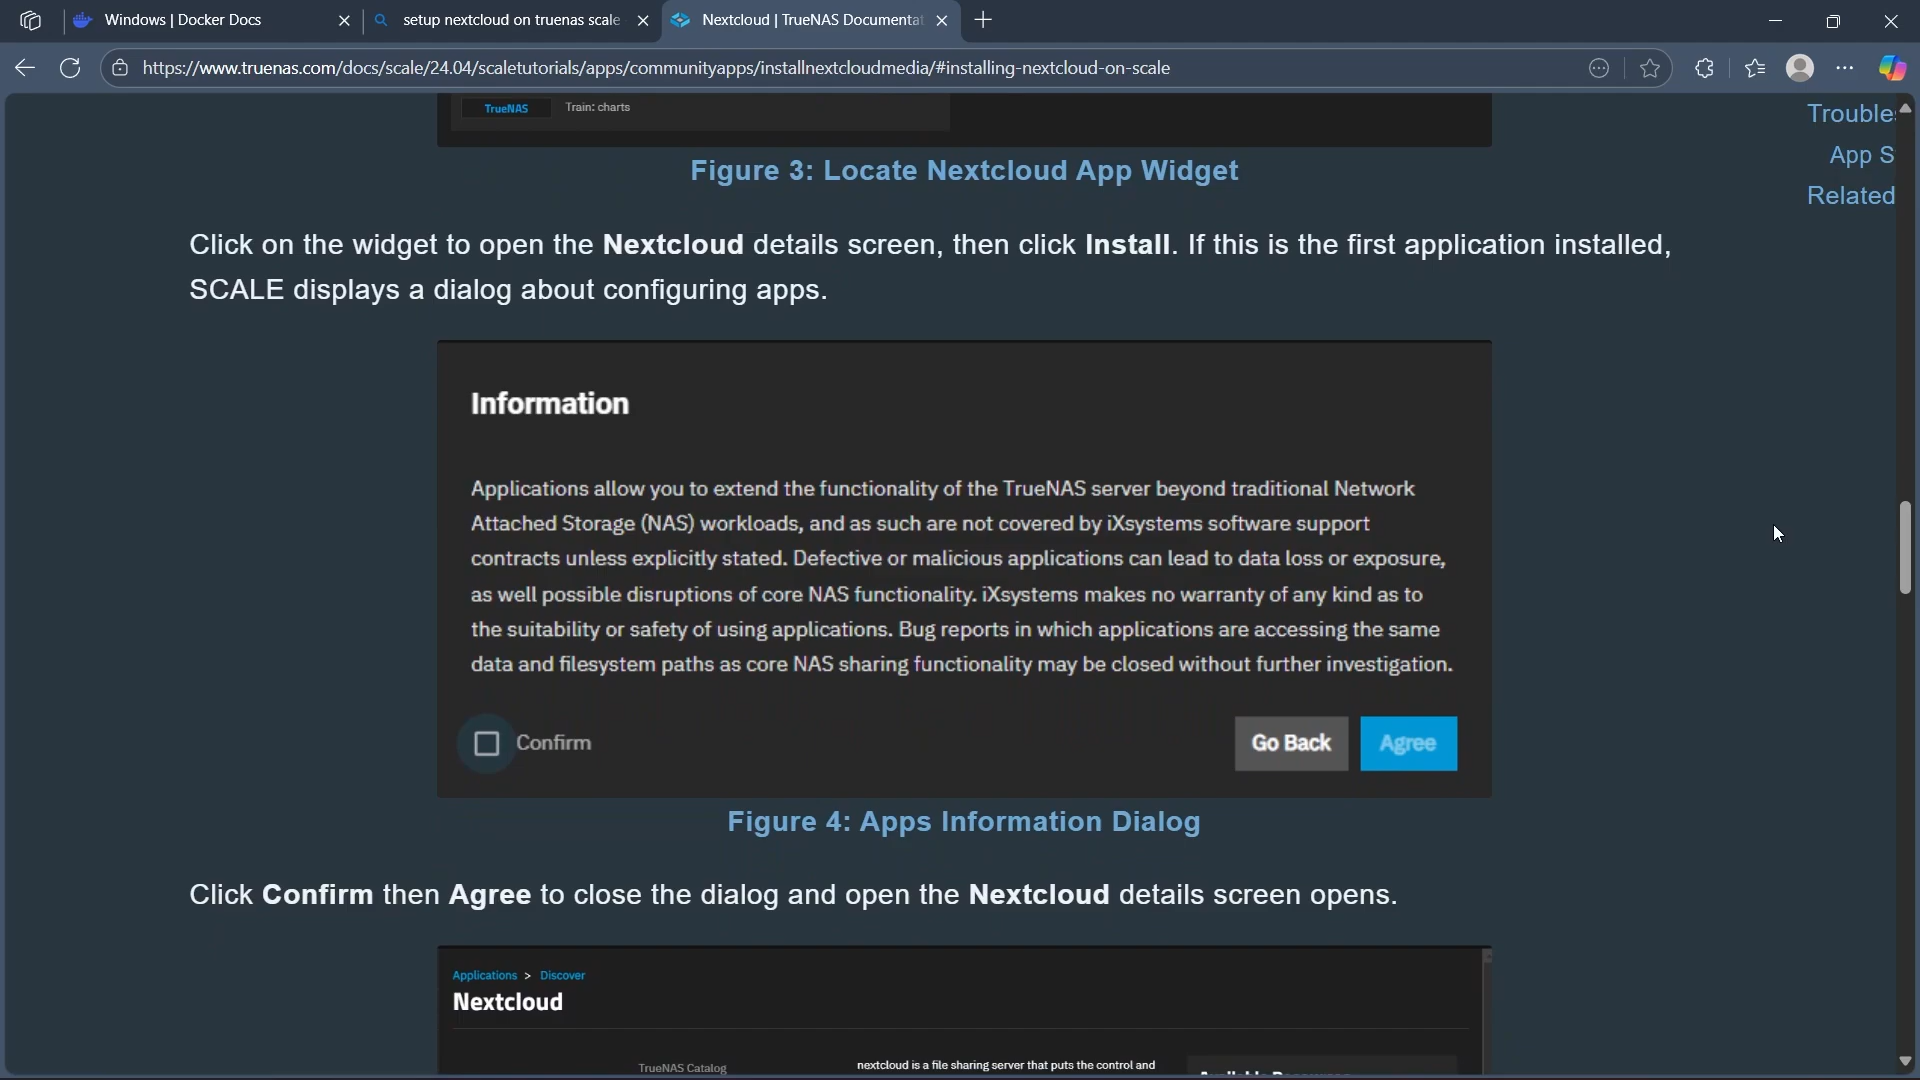 Windows | Docker Docs
setup nextcloud on truenas scale
Nextcloud | TrueNAS Documentat
https://www.truenas.com/docs/scale/24.04/scaletutorials/apps/communityapps/installnextcloudmedia/#installing-nextcloud-on-scale
TrueNAS Train: charts
Troubles
App S
Related
Figure 3: Locate Nextcloud App Widget
Click on the widget to open the Nextcloud details screen, then click Install. If this is the first application installed,
SCALE displays a dialog about configuring apps.
Information
Applications allow you to extend the functionality of the TrueNAS server beyond traditional Network
Attached Storage (NAS) workloads, and as such are not covered by iXsystems software support
contracts unless explicitly stated. Defective or malicious applications can lead to data loss or exposure,
as well possible disruptions of core NAS functionality. iXsystems makes no warranty of any kind as to
the suitability or safety of using applications. Bug reports in which applications are accessing the same
data and filesystem paths as core NAS sharing functionality may be closed without further investigation.
Confirm
Go Back
Agree
Figure 4: Apps Information Dialog
Click Confirm then Agree to close the dialog and open the Nextcloud details screen opens.
Applications > Discover
Nextcloud
TrueNAS Catalog
nextcloud is a file sharing server that puts the control and